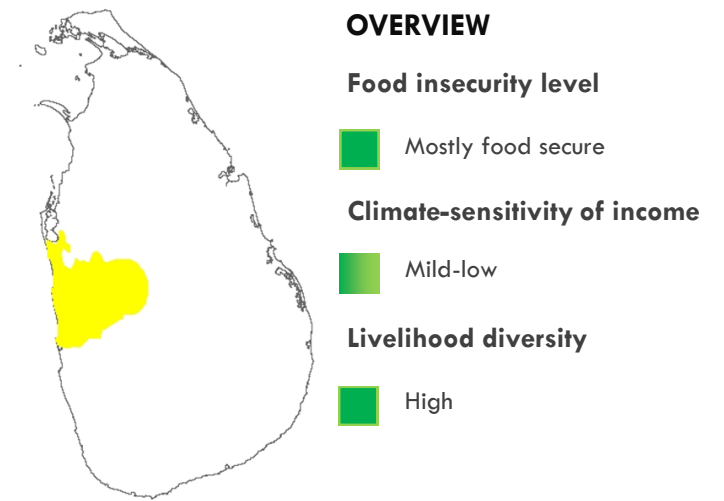 OVERVIEW
Food insecurity level
Mostly food secure
Climate-sensitivity of income
Mild-low
Livelihood diversity
High